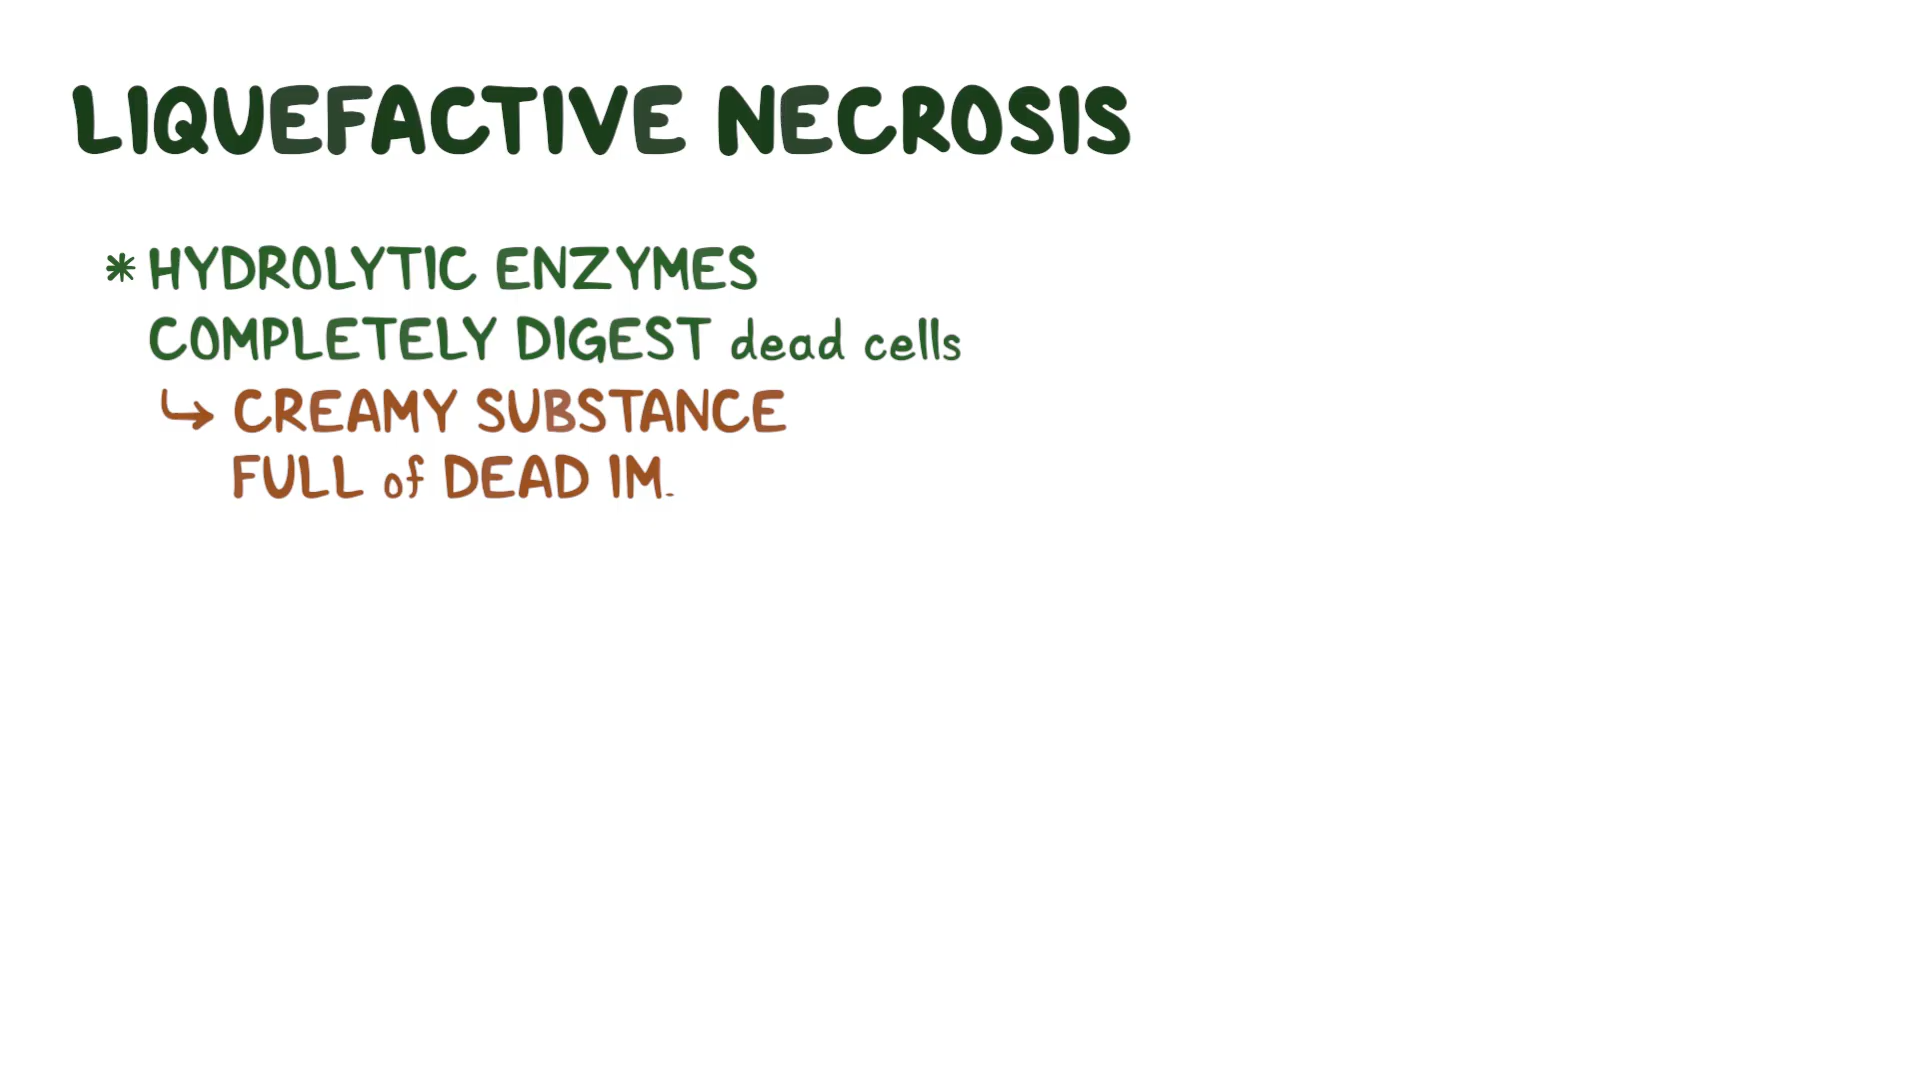 LIQUEFACTIVE NECROSIS
* HYDROLYTIC ENZYMES
COMPLETELY DIGEST dead cells
↳ CREAMY SUBSTANCE
FULL of DEAD IM